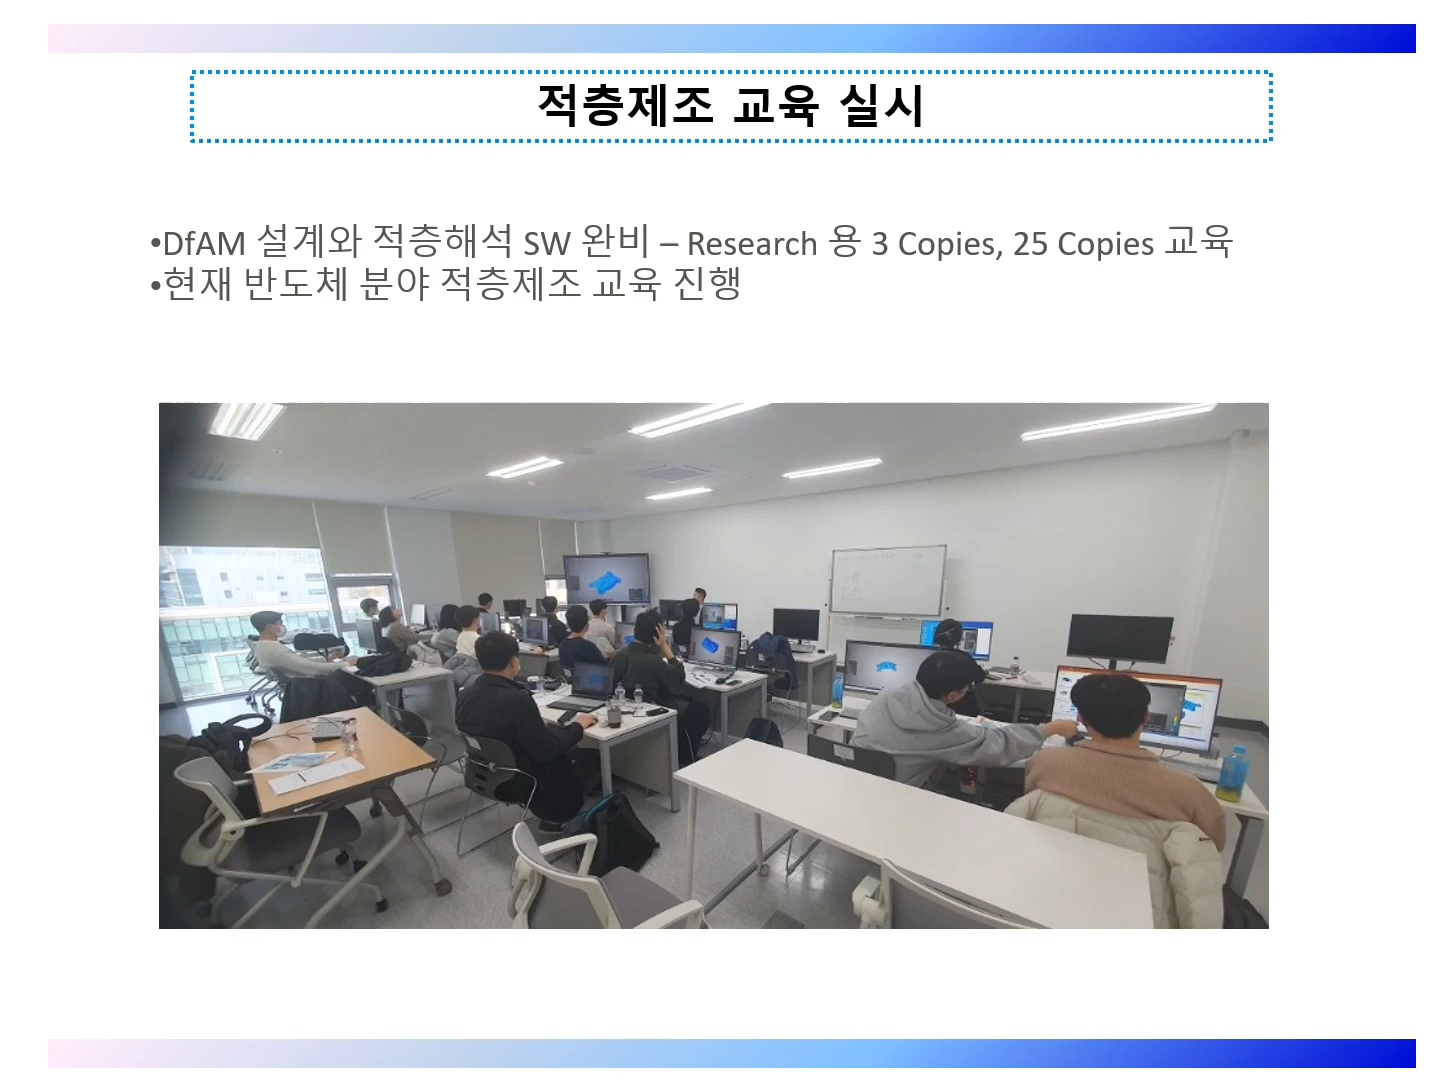 적층제조 교육 실시
•DfAM 설계와 적층해석 SW 완비 – Research 용 3 Copies, 25 Copies 교육
•현재 반도체 분야 적층제조 교육 진행